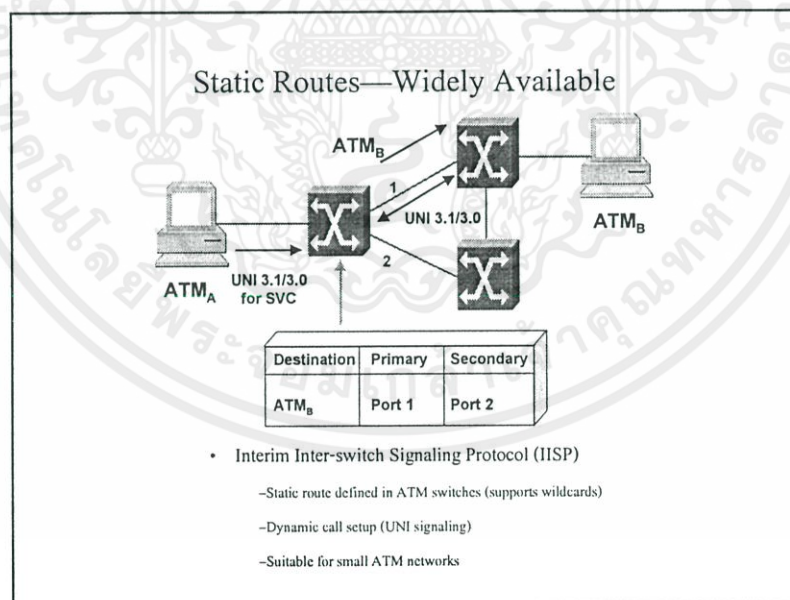 Static Routes—Widely Available
ATMB
1
UNI 3.1/3.0
ATMB
2
UNI 3.1/3.0
for SVC
ATMA
Destination Primary Secondary
ATMB Port 1 Port 2
• Interim Inter-switch Signaling Protocol (IISP)
–Static route defined in ATM switches (supports wildcards)
–Dynamic call setup (UNI signaling)
–Suitable for small ATM networks